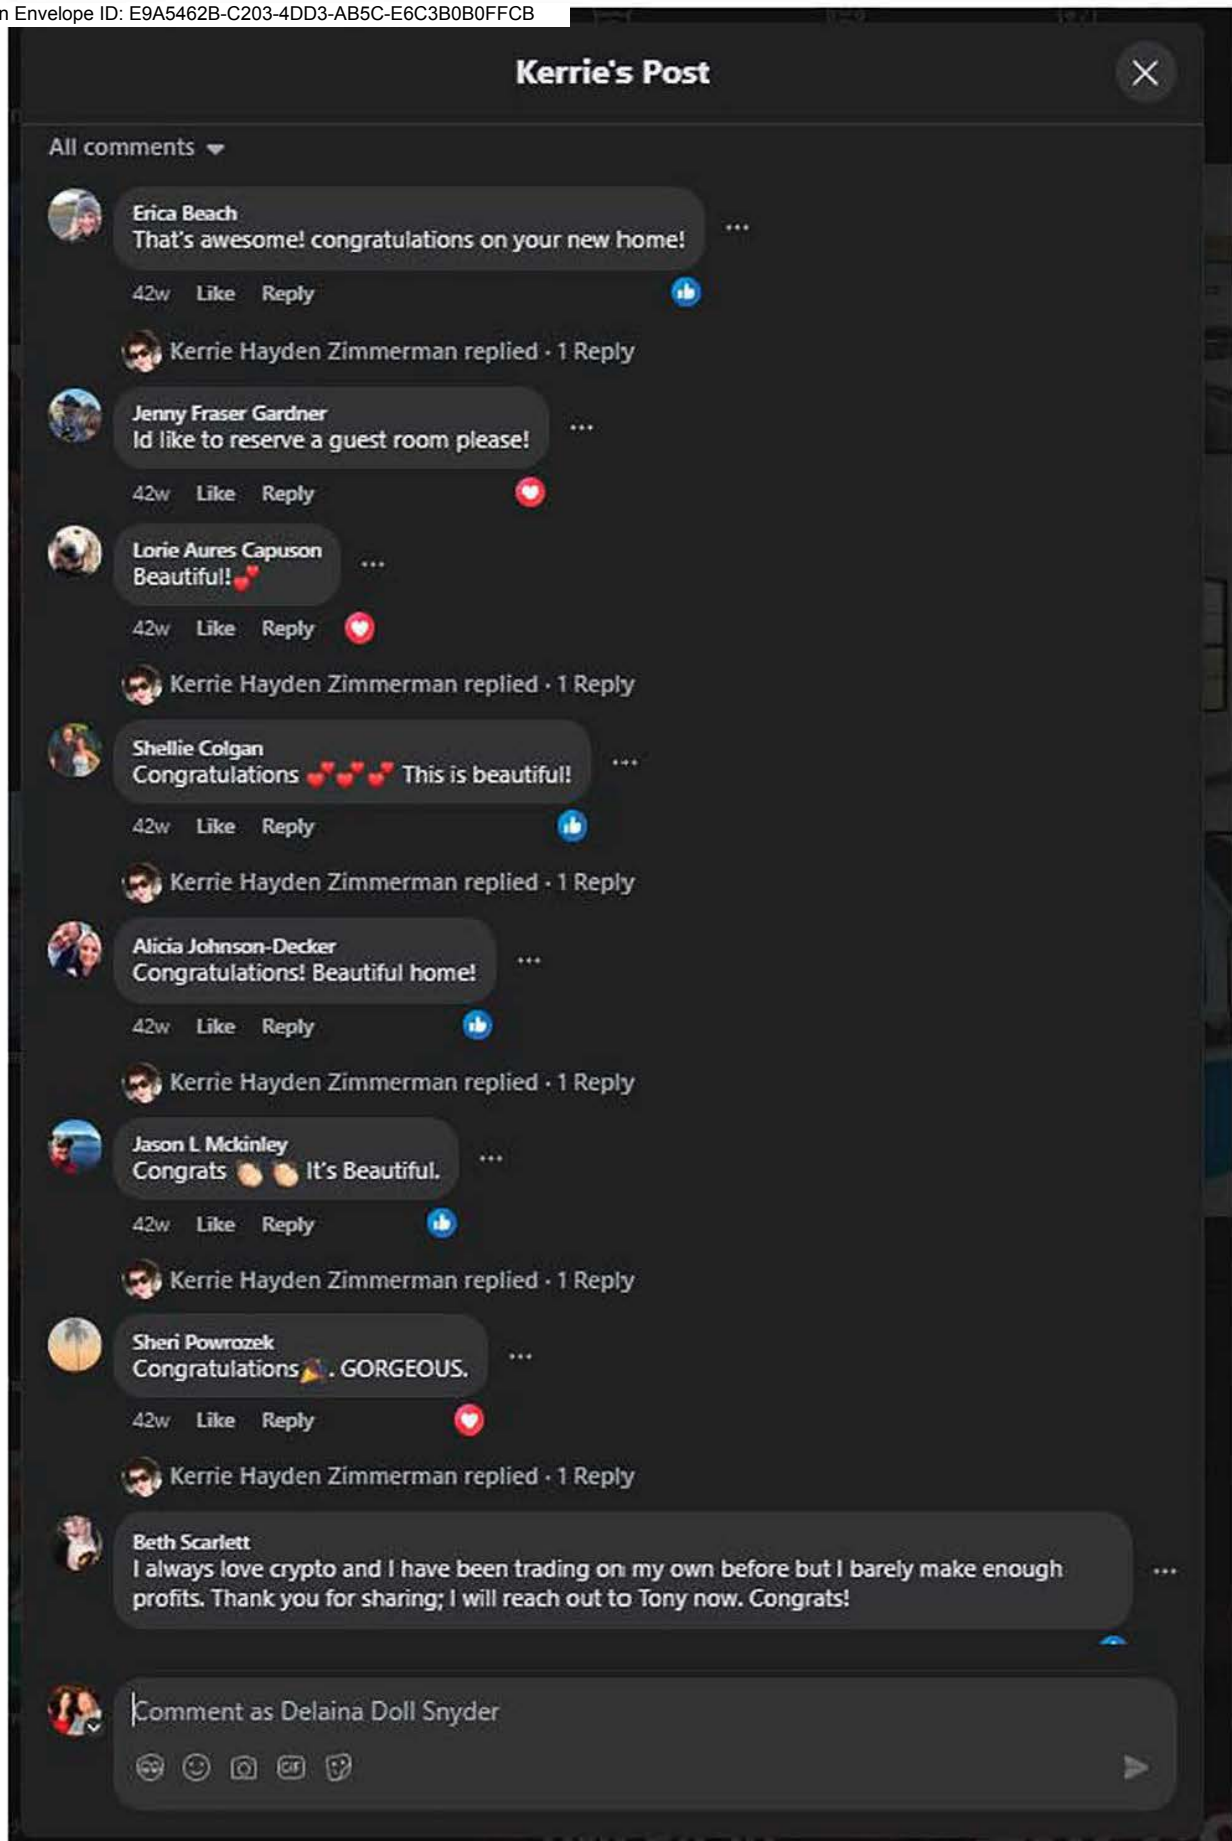 n Envelope ID: E9A5462B-C203-4DD3-AB5C-E6C3B0B0FFCB
Kerrie's Post
All comments
Erica Beach
That's awesome! congratulations on your new home!
42w Like Reply
Kerrie Hayden Zimmerman replied · 1 Reply
Jenny Fraser Gardner
Id like to reserve a guest room please!
42w Like Reply
Lorie Aures Capuson
Beautiful!💕
42w Like Reply
Kerrie Hayden Zimmerman replied · 1 Reply
Shellie Colgan
Congratulations 💕💕💕 This is beautiful!
42w Like Reply
Kerrie Hayden Zimmerman replied · 1 Reply
Alicia Johnson-Decker
Congratulations! Beautiful home!
42w Like Reply
Kerrie Hayden Zimmerman replied · 1 Reply
Jason L Mckinley
Congrats 👏🏻 👏🏻 It's Beautiful.
42w Like Reply
Kerrie Hayden Zimmerman replied · 1 Reply
Sheri Powrozek
Congratulations🎉. GORGEOUS.
42w Like Reply
Kerrie Hayden Zimmerman replied · 1 Reply
Beth Scarlett
I always love crypto and I have been trading on my own before but I barely make enough
profits. Thank you for sharing; I will reach out to Tony now. Congrats!
Comment as Delaina Doll Snyder
GIF